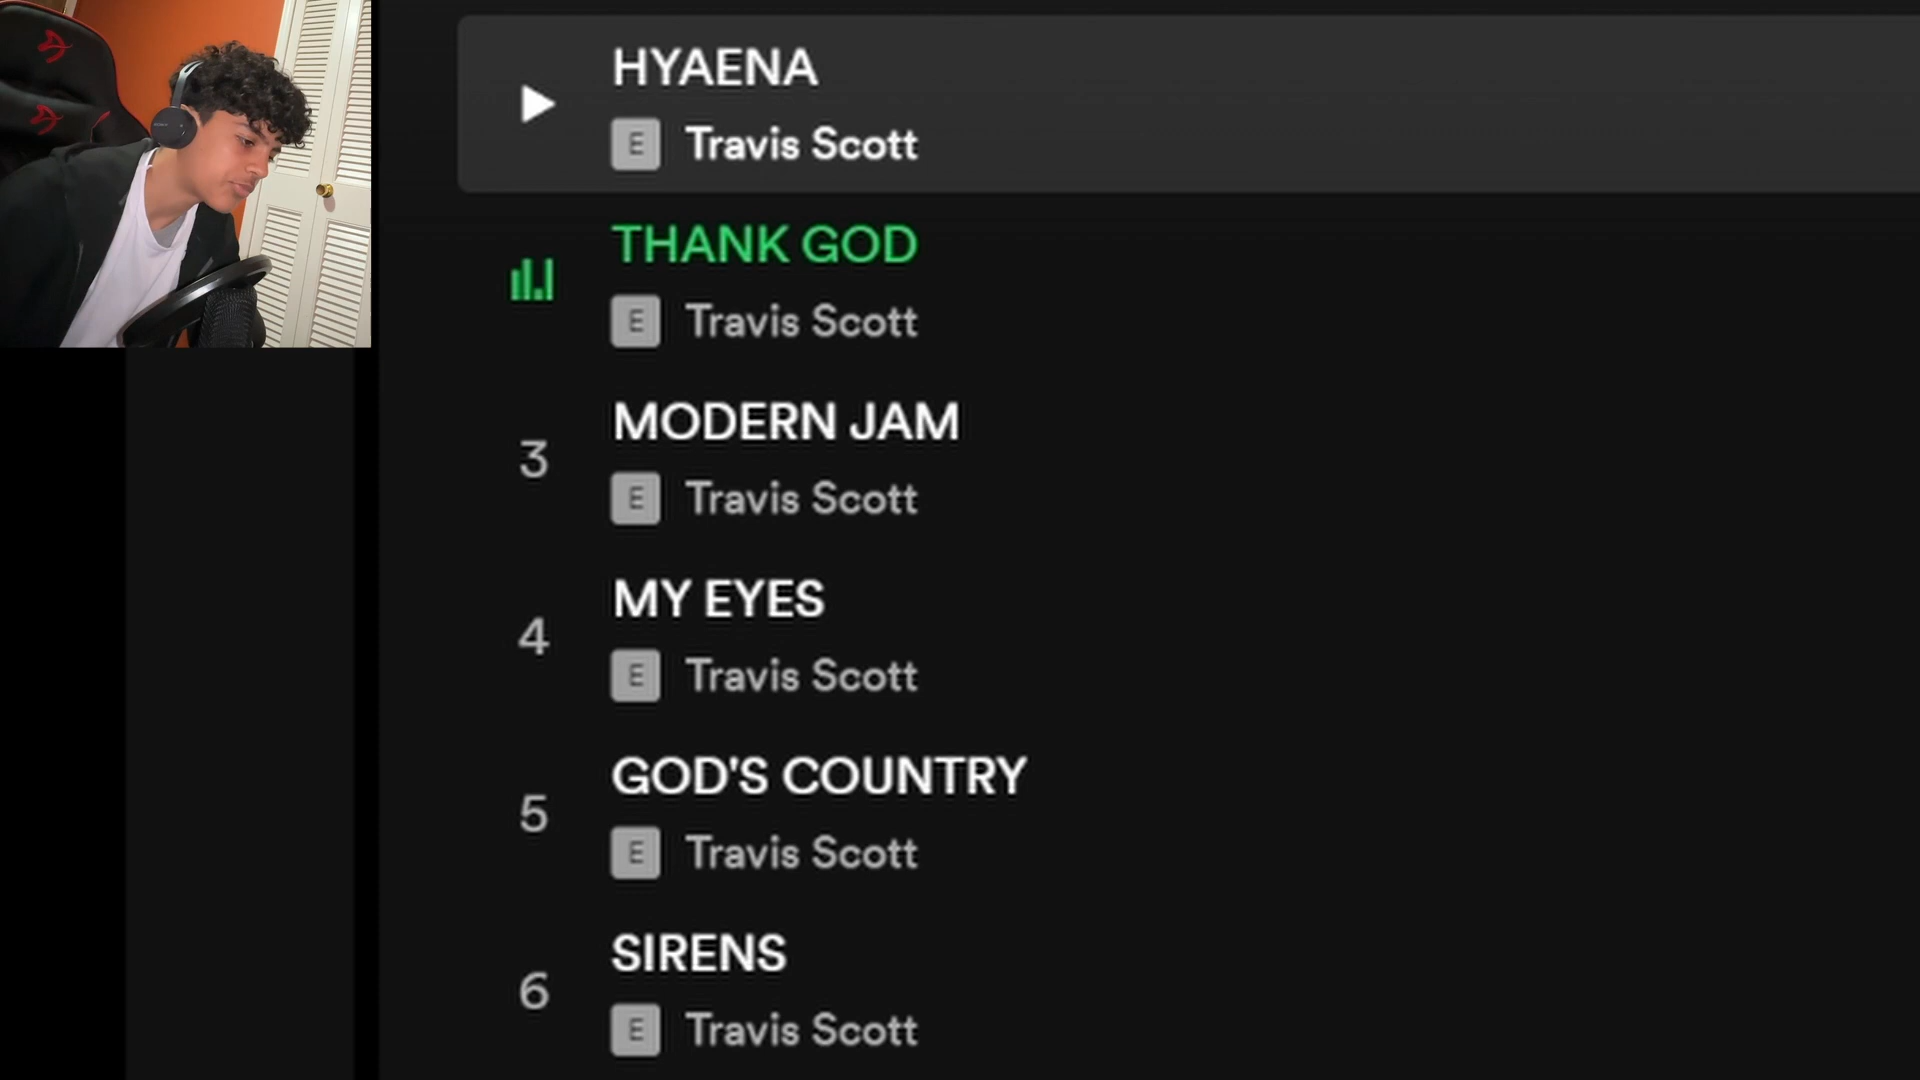 HYAENA
E Travis Scott
THANK GOD
E Travis Scott
3
MODERN JAM
E Travis Scott
4
MY EYES
E Travis Scott
5
GOD'S COUNTRY
E Travis Scott
6
SIRENS
E Travis Scott